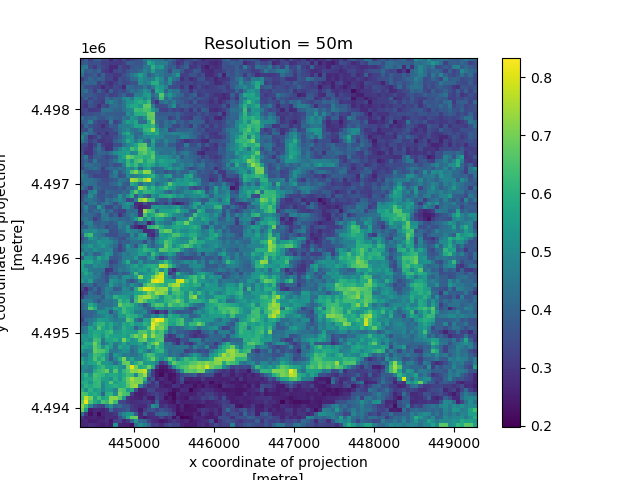 Resolution = 50m
1e6
4.498
4.497
4.496
4.495
4.494
y coordinate of projection
[metre]
445000 446000 447000 448000 449000
x coordinate of projection
[metre]
0.8
0.7
0.6
0.5
0.4
0.3
0.2